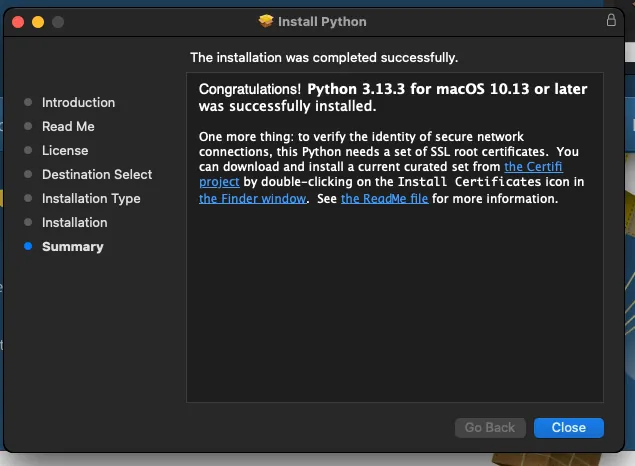 Install Python
The installation was completed successfully.
Introduction
Read Me
License
Destination Select
Installation Type
Installation
Summary
Congratulations! Python 3.13.3 for macOS 10.13 or later
was successfully installed.
One more thing: to verify the identity of secure network
connections, this Python needs a set of SSL root certificates.  You
can download and install a current curated set from the Certifi
project by double-clicking on the Install Certificates icon in
the Finder window.  See the ReadMe file for more information.
Go Back
Close